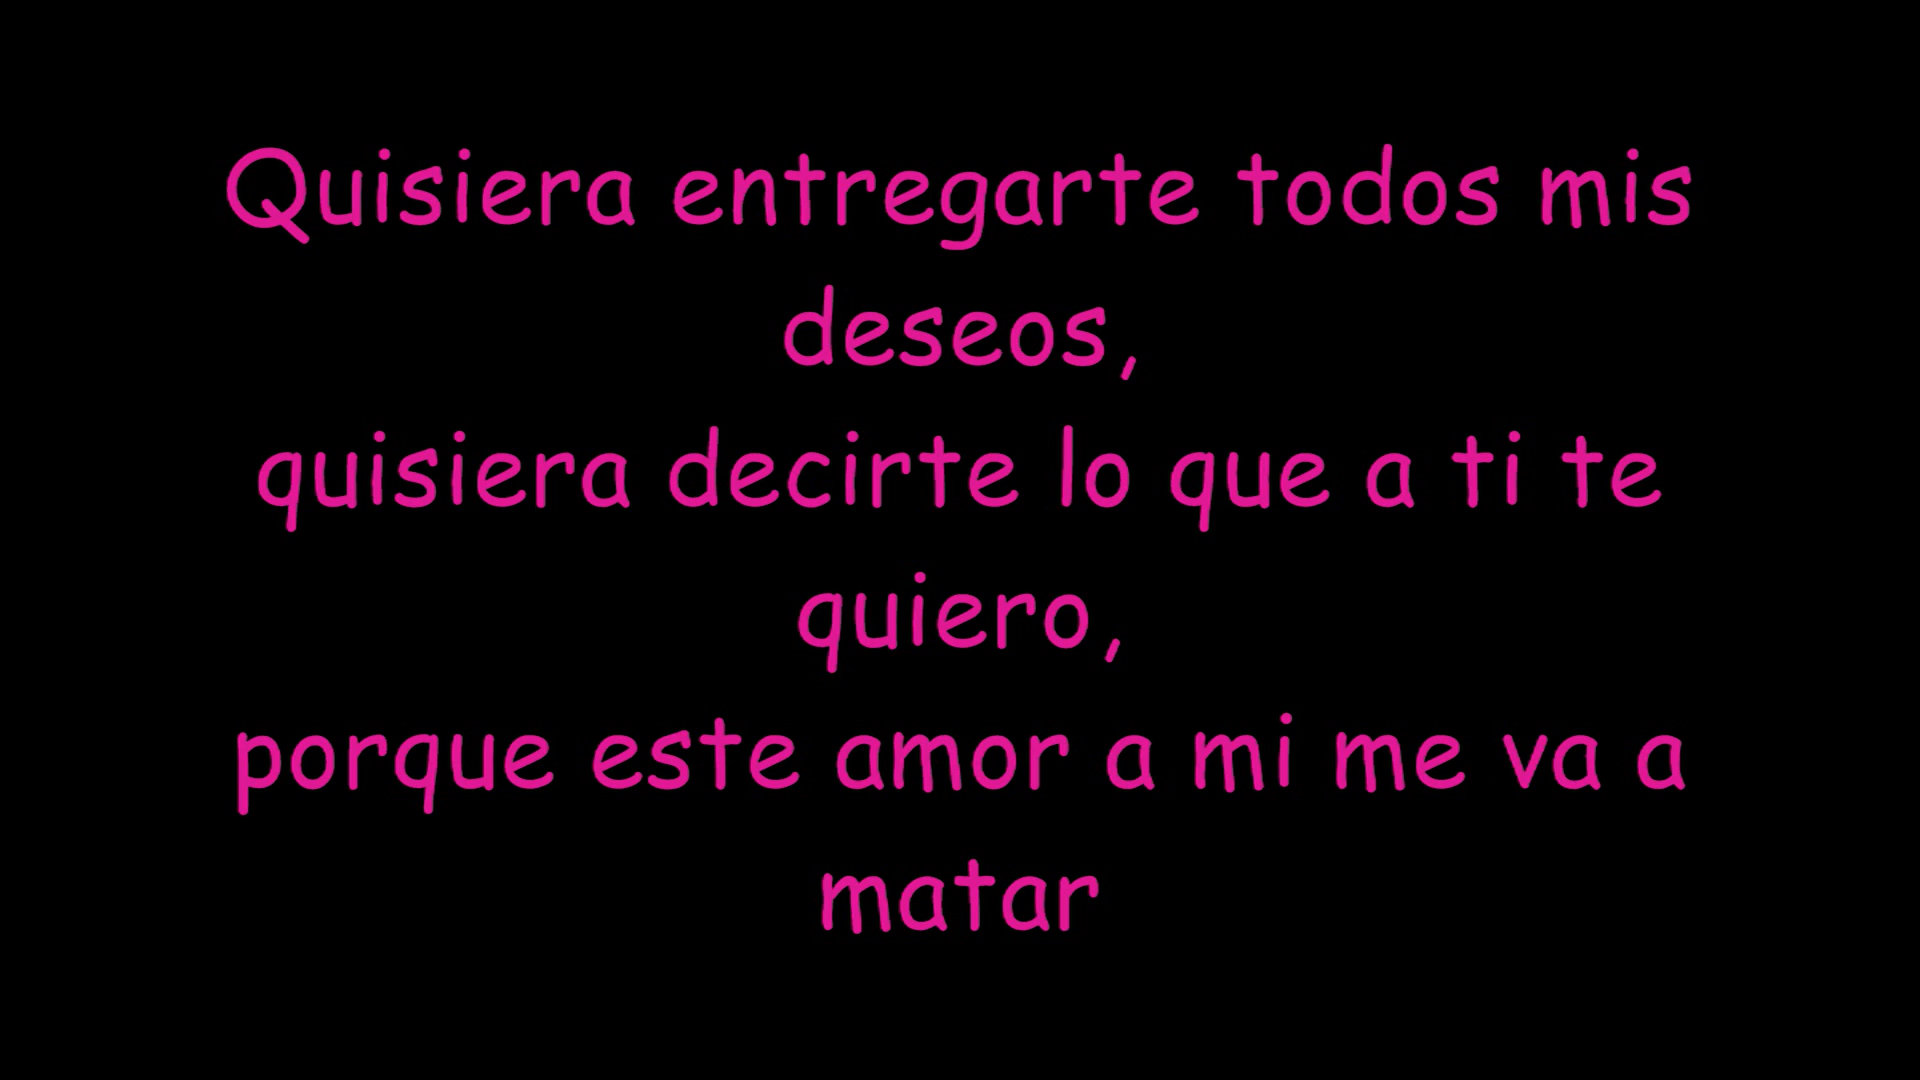 Quisiera entregarte todos mis
deseos,
quisiera decirte lo que a ti te
quiero,
porque este amor a mi me va a
matar